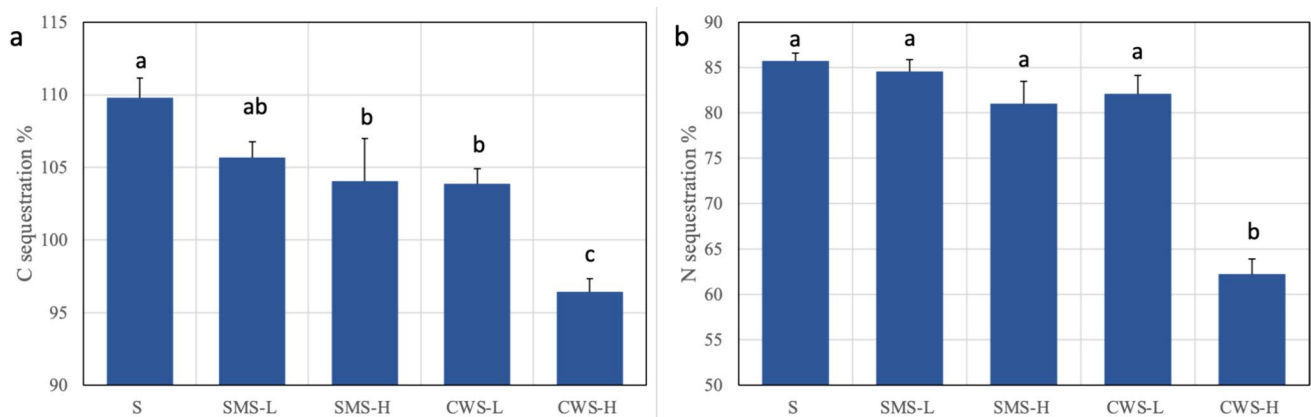 a
C sequestration %
115
110
105
100
95
90
a
ab
b
b
c
S SMS-L SMS-H CWS-L CWS-H
b
N sequestration %
90
85
80
75
70
65
60
55
50
a
a
a
a
b
S SMS-L SMS-H CWS-L CWS-H